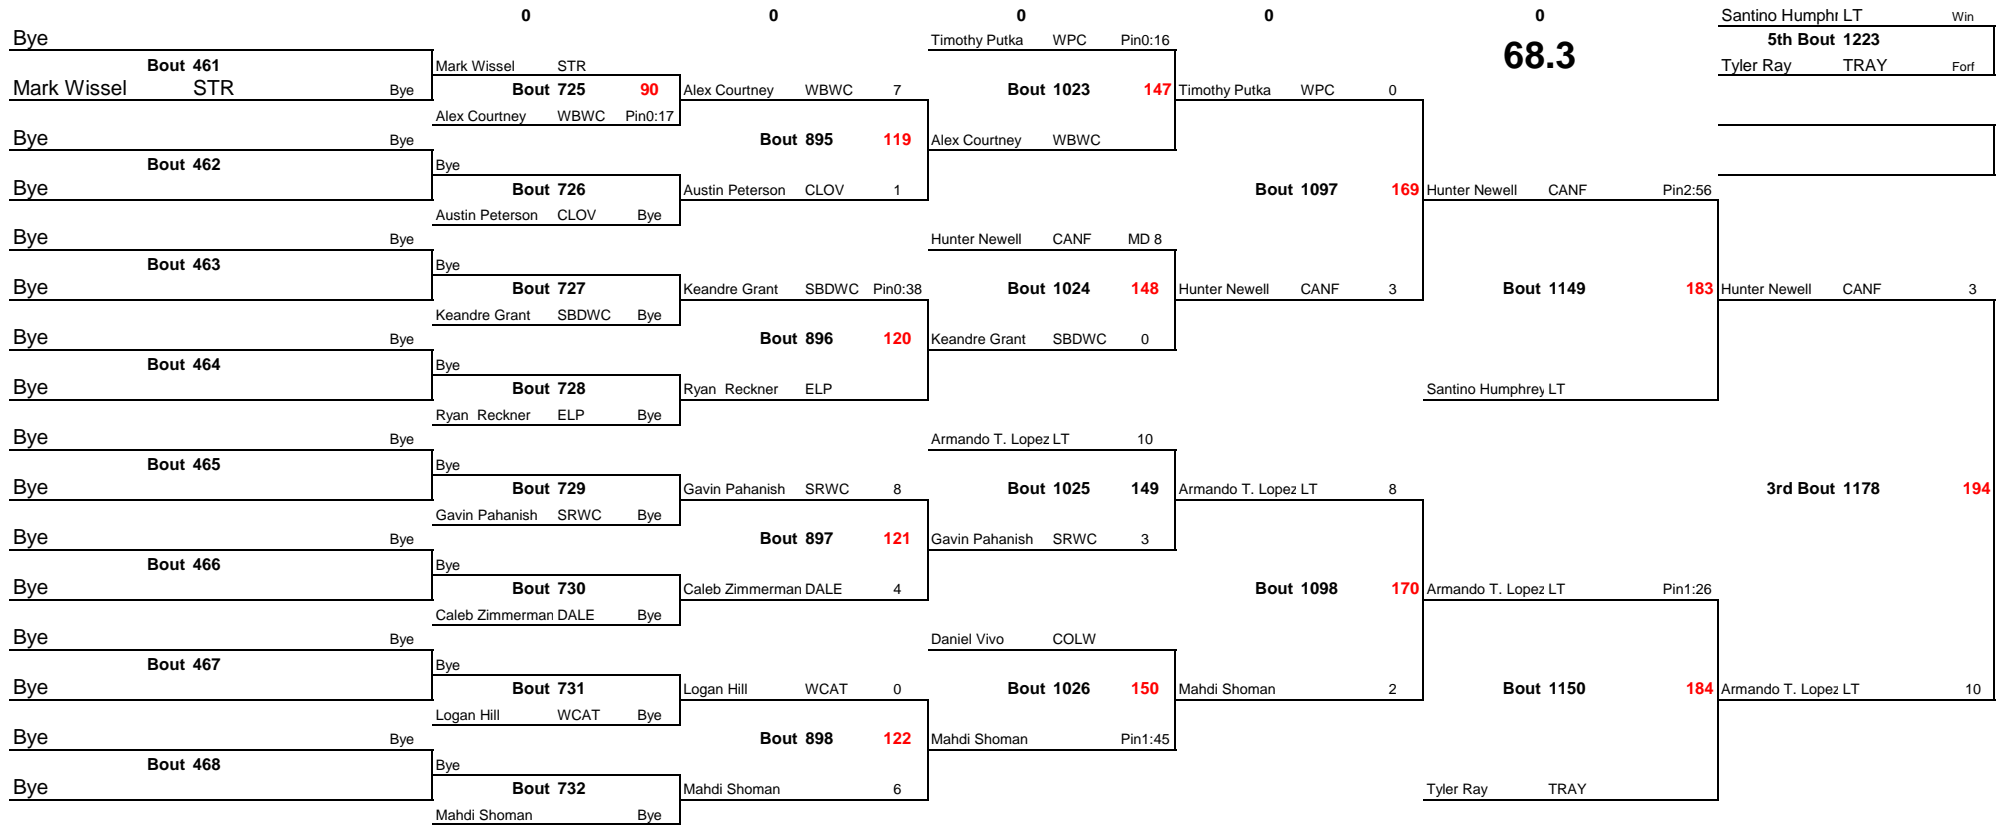 0 0 0 0 0 Santino Humphr LT Win
Bye Timothy Putka WPC Pin0:16 68.3 5th Bout 1223
Bout 461 Mark Wissel STR Tyler Ray TRAY Forf
Mark Wissel STR Bye Bout 725 90 Alex Courtney WBWC 7 Bout 1023 147 Timothy Putka WPC 0
Alex Courtney WBWC Pin0:17
Bye Bye Bout 895 119 Alex Courtney WBWC
Bout 462 Bye
Bye Bout 726 Austin Peterson CLOV 1 Bout 1097 169 Hunter Newell CANF Pin2:56
Austin Peterson CLOV Bye
Bye Bye Hunter Newell CANF MD 8
Bout 463 Bye
Bye Bout 727 Keandre Grant SBDWC Pin0:38 Bout 1024 148 Hunter Newell CANF 3 Bout 1149 183 Hunter Newell CANF 3
Keandre Grant SBDWC Bye
Bye Bye Bout 896 120 Keandre Grant SBDWC 0
Bout 464 Bye
Bye Bout 728 Ryan Reckner ELP Santino Humphrey LT
Ryan Reckner ELP Bye
Bye Bye Armando T. Lopez LT 10
Bout 465 Bye
Bye Bout 729 Gavin Pahanish SRWC 8 Bout 1025 149 Armando T. Lopez LT 8 3rd Bout 1178 194
Gavin Pahanish SRWC Bye
Bye Bye Bout 897 121 Gavin Pahanish SRWC 3
Bout 466 Bye
Bye Bout 730 Caleb Zimmerman DALE 4 Bout 1098 170 Armando T. Lopez LT Pin1:26
Caleb Zimmerman DALE Bye
Bye Bye Daniel Vivo COLW
Bout 467 Bye
Bye Bout 731 Logan Hill WCAT 0 Bout 1026 150 Mahdi Shoman 2 Bout 1150 184 Armando T. Lopez LT 10
Logan Hill WCAT Bye
Bye Bye Bout 898 122 Mahdi Shoman Pin1:45
Bout 468 Bye
Bye Bout 732 Mahdi Shoman 6 Tyler Ray TRAY
Mahdi Shoman Bye